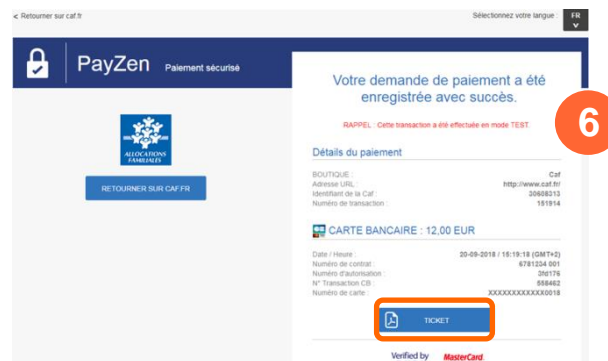 < Retourner sur caf.fr
Sélectionnez votre langue :
FR
PayZen Paiement sécurisé
ALLOCATIONS
FAMILIALES
RETOURNER SUR CAF.FR
Votre demande de paiement a été
enregistrée avec succès.
RAPPEL : Cette transaction a été effectuée en mode TEST.
6
Détails du paiement
BOUTIQUE : Caf
Adresse URL : http://www.caf.fr/
Identifiant de la Caf : 30608313
Numéro de transaction : 151914
CARTE BANCAIRE : 12,00 EUR
Date / Heure : 20-09-2018 / 15:19:18 (GMT+2)
Numéro de contrat : 6781234 001
Numéro d'autorisation : 3fd176
N° Transaction CB : 558462
Numéro de carte : XXXXXXXXXXXX0018
TICKET
Verified by MasterCard